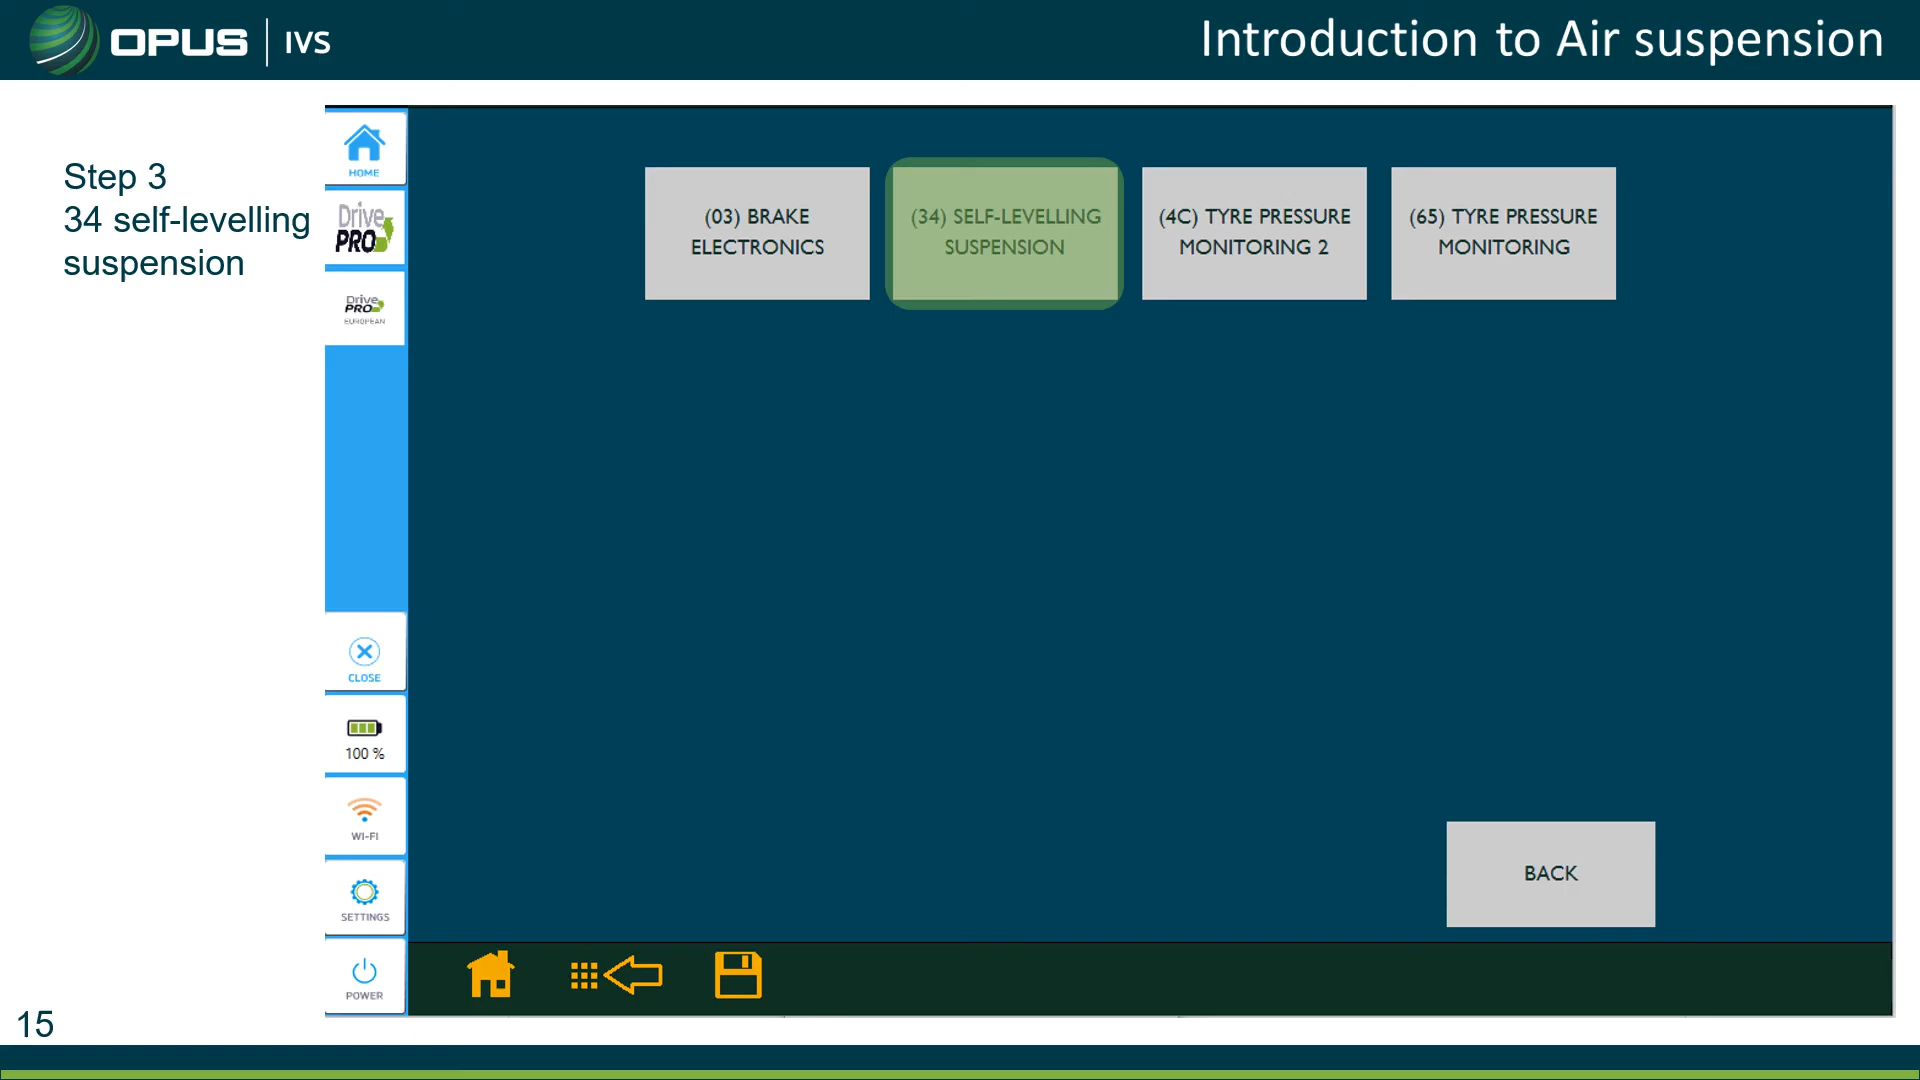 OPUS IVS
Introduction to Air suspension
Step 3
34 self-levelling
suspension
HOME
Drive
PRO
Drive
PRO
EUROPEAN
CLOSE
100 %
WI-FI
SETTINGS
POWER
(03) BRAKE
ELECTRONICS
(34) SELF-LEVELLING
SUSPENSION
(4C) TYRE PRESSURE
MONITORING 2
(65) TYRE PRESSURE
MONITORING
BACK
15